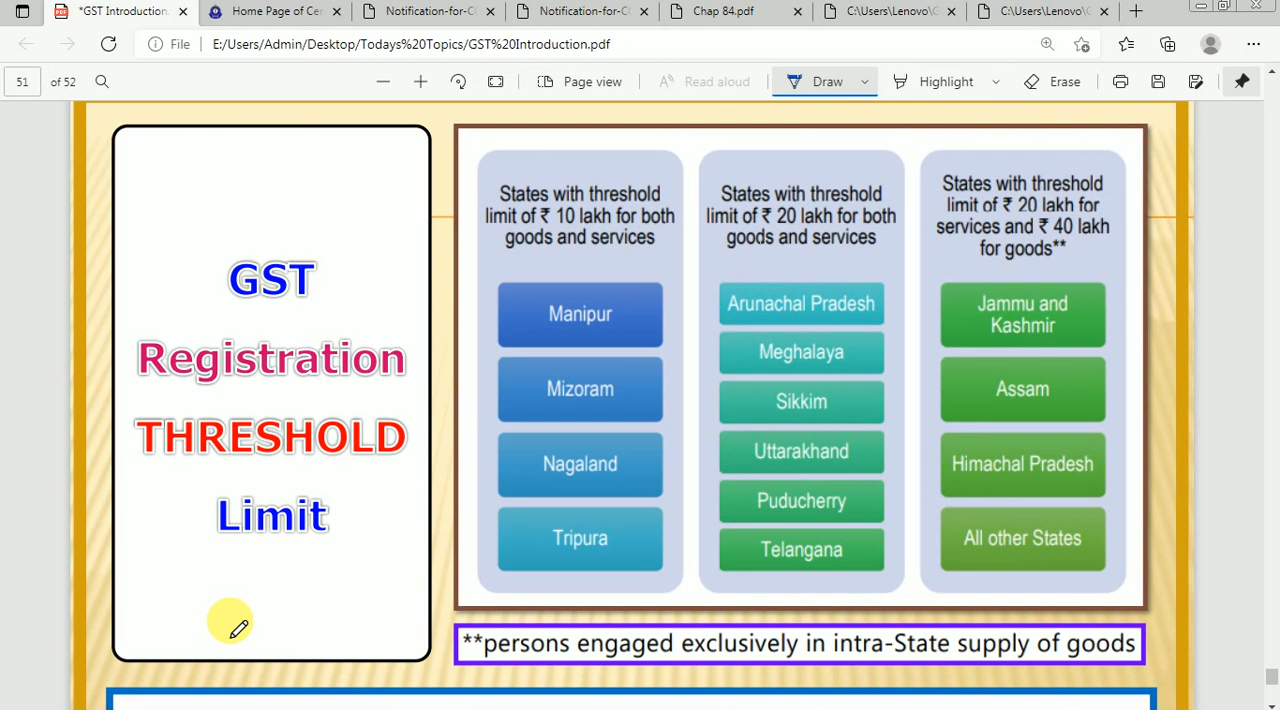 *GST Introduction.
Home Page of Cer
Notification-for-C
Notification-for-C
Chap 84.pdf
C:\Users\Lenovo\
C:\Users\Lenovo\
File
E:/Users/Admin/Desktop/Todays%20Topics/GST%20Introduction.pdf
51 of 52
Page view
Read aloud
Draw
Highlight
Erase
GST
Registration
THRESHOLD
Limit
States with threshold
limit of ₹ 10 lakh for both
goods and services
Manipur
Mizoram
Nagaland
Tripura
States with threshold
limit of ₹ 20 lakh for both
goods and services
Arunachal Pradesh
Meghalaya
Sikkim
Uttarakhand
Puducherry
Telangana
States with threshold
limit of ₹ 20 lakh for
services and ₹ 40 lakh
for goods**
Jammu and
Kashmir
Assam
Himachal Pradesh
All other States
**persons engaged exclusively in intra-State supply of goods